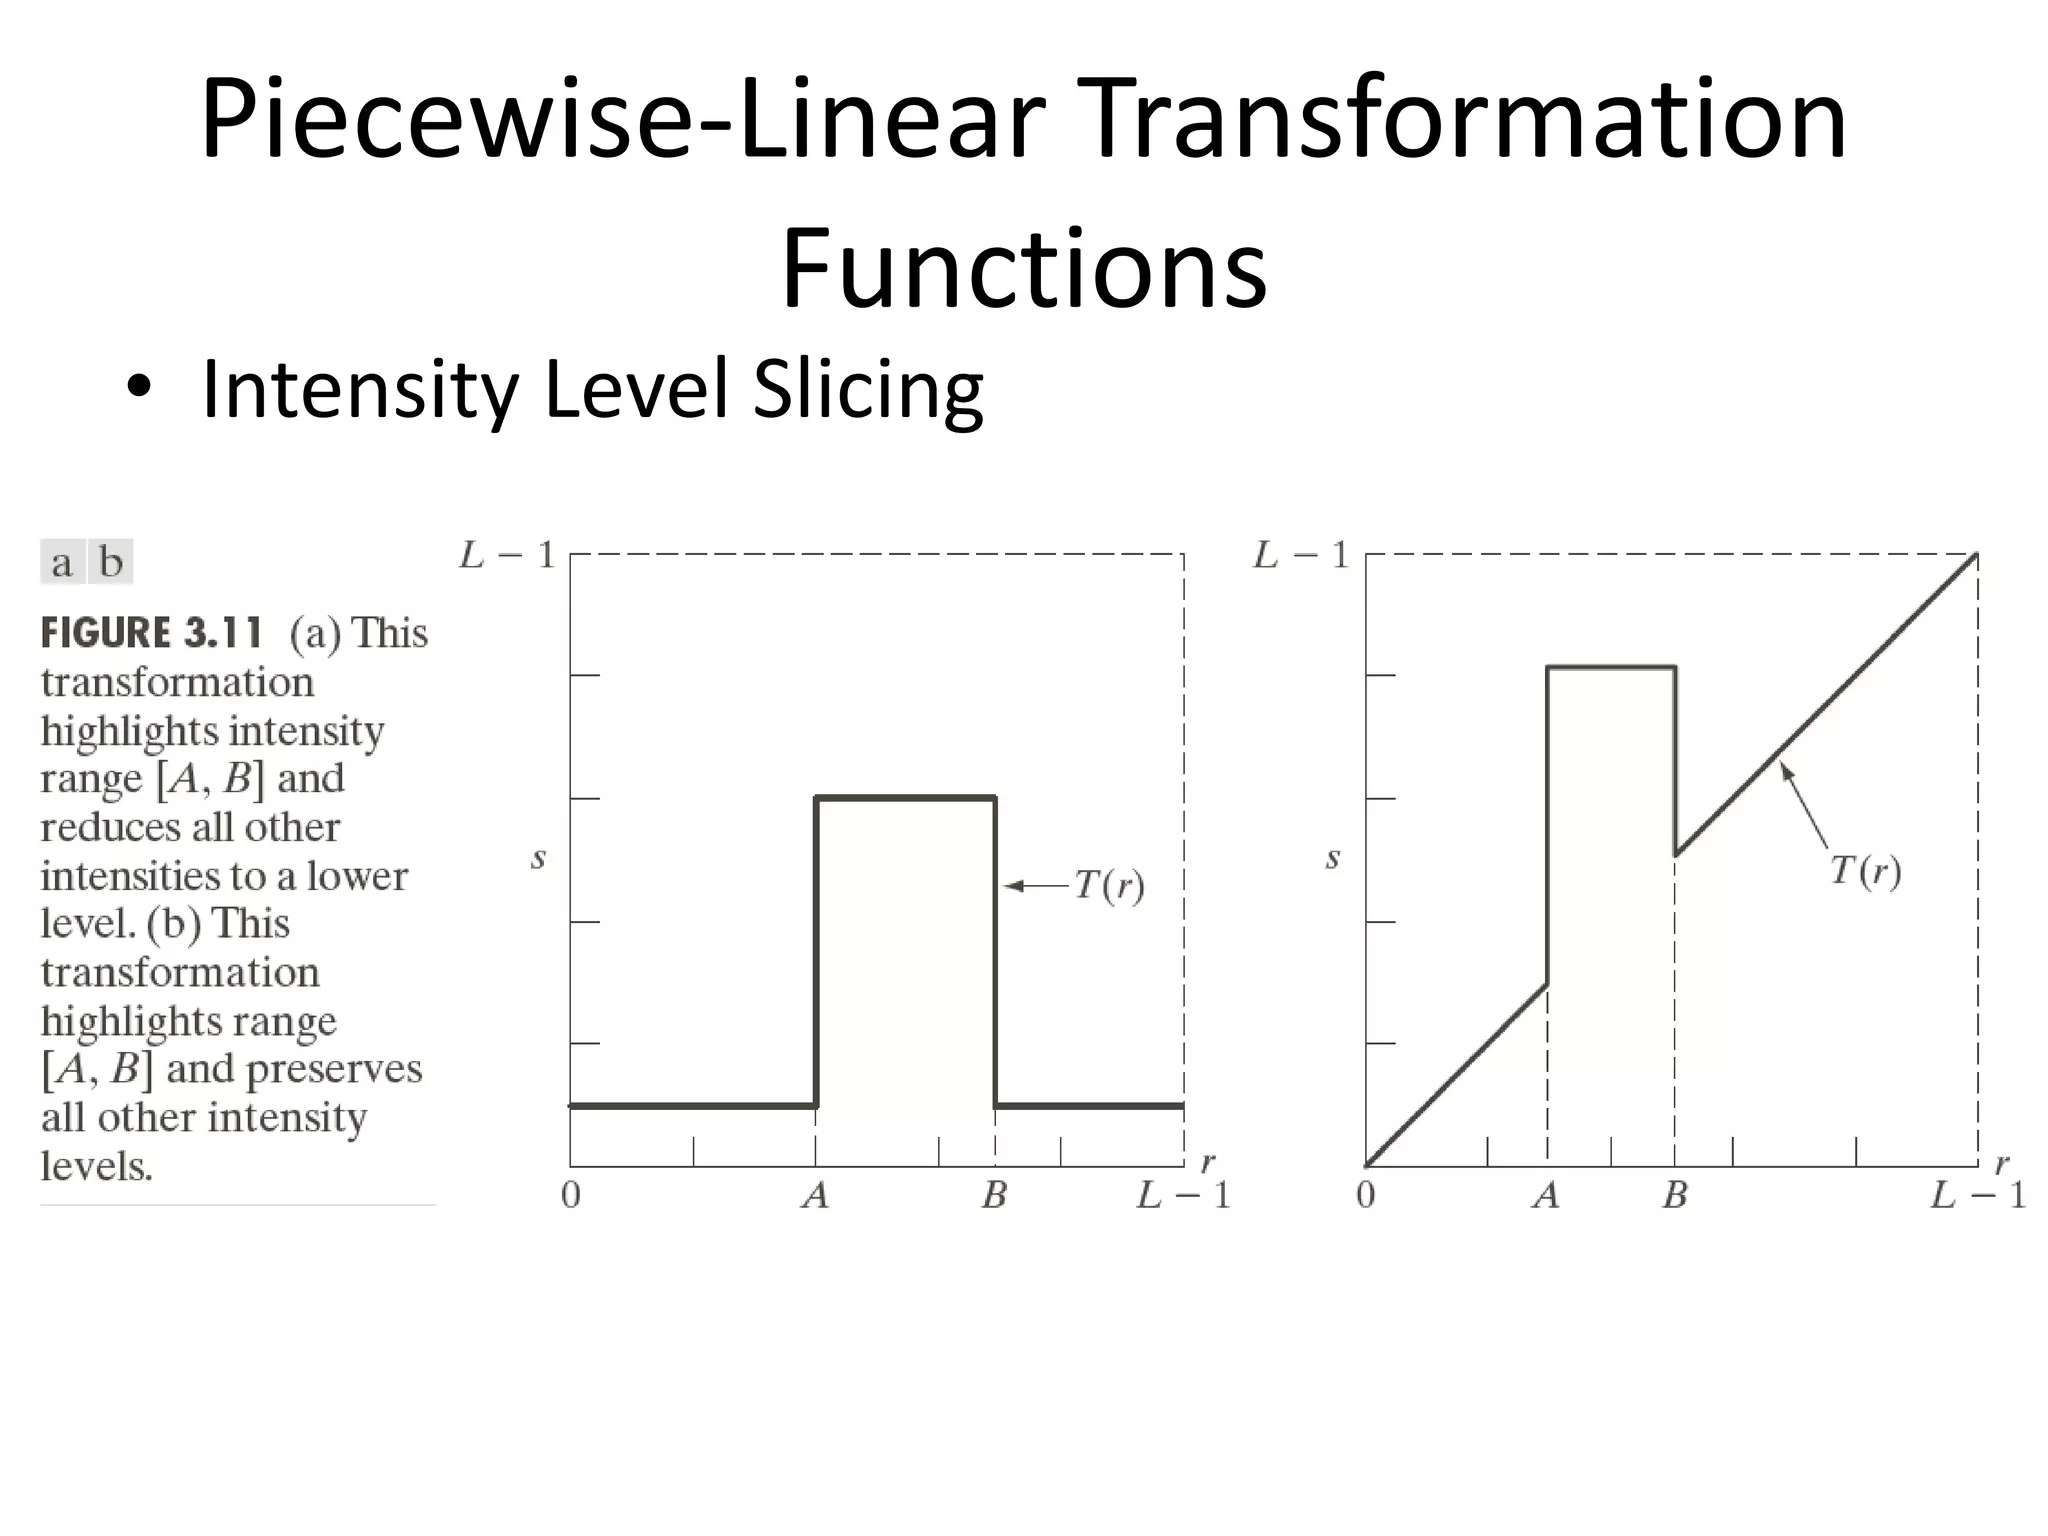 Piecewise-Linear Transformation
Functions
• Intensity Level Slicing
a b
FIGURE 3.11 (a) This
transformation
highlights intensity
range [A, B] and
reduces all other
intensities to a lower
level. (b) This
transformation
highlights range
[A, B] and preserves
all other intensity
levels.
L – 1
s
T(r)
r
0 A B L – 1
L – 1
s
T(r)
r
0 A B L – 1